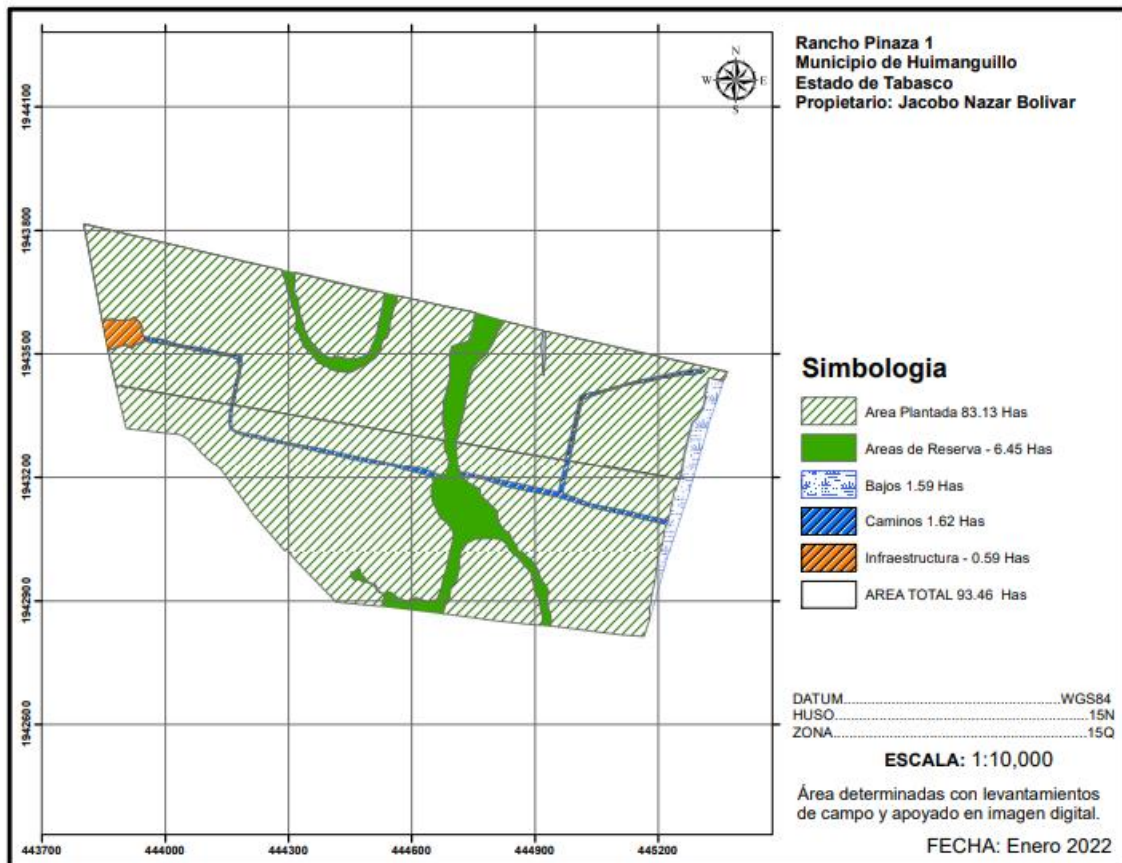 Rancho Pinaza 1
Municipio de Huimanguillo
Estado de Tabasco
Propietario: Jacobo Nazar Bolivar
N
W
E
S
1944100
1943800
1943500
1943200
1942900
1942600
443700
444000
444300
444600
444900
445200
Simbologia
Area Plantada 83.13 Has
Areas de Reserva - 6.45 Has
Bajos 1.59 Has
Caminos 1.62 Has
Infraestructura - 0.59 Has
AREA TOTAL 93.46 Has
DATUM......................................................WGS84
HUSO..............................................................15N
ZONA..............................................................15Q
ESCALA: 1:10,000
Área determinadas con levantamientos
de campo y apoyado en imagen digital.
FECHA: Enero 2022